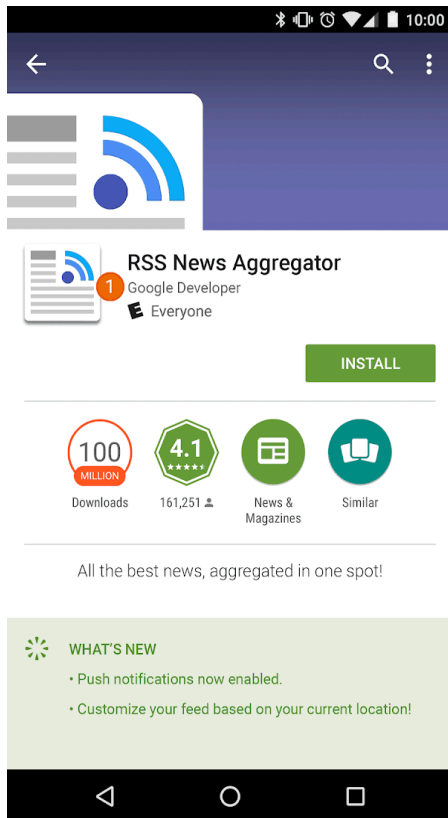 10:00
RSS News Aggregator
1
Google Developer
E Everyone
INSTALL
100
MILLION
4.1
Downloads
161,251
News &
Magazines
Similar
All the best news, aggregated in one spot!
WHAT'S NEW
• Push notifications now enabled.
• Customize your feed based on your current location!